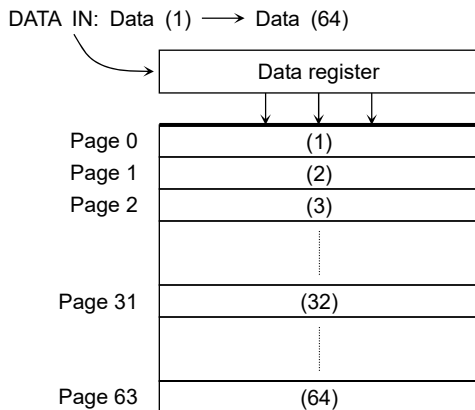 DATA IN: Data (1) ⟶ Data (64)
Data register
Page 0 (1)
Page 1 (2)
Page 2 (3)
Page 31 (32)
Page 63 (64)